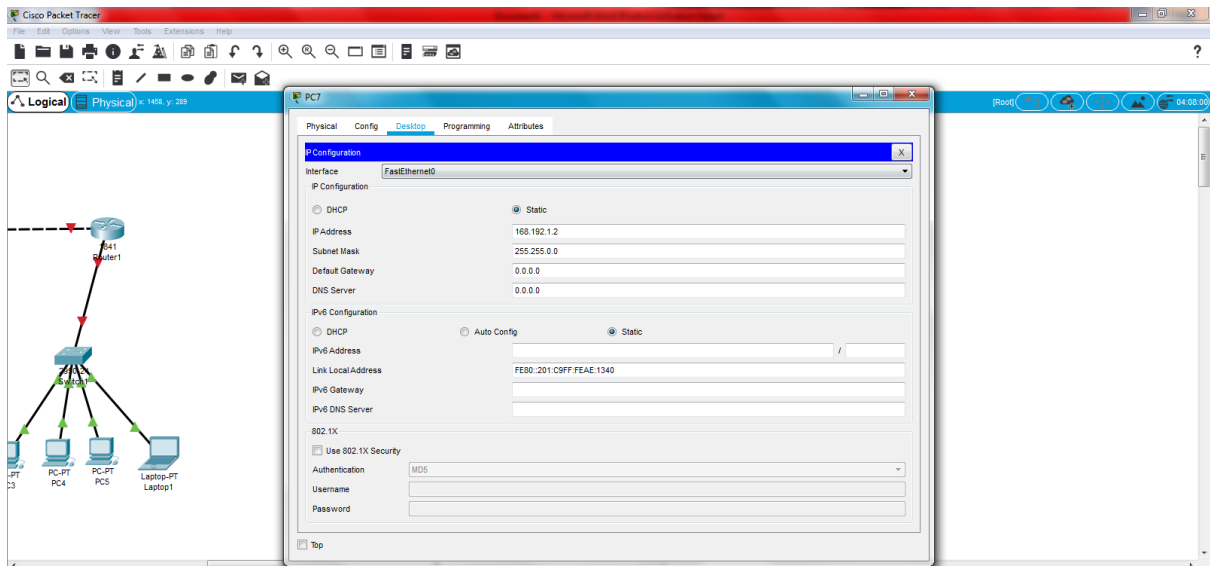 Cisco Packet Tracer
File Edit Options View Tools Extensions Help
?
Logical Physical x: 1458, y: 289
[Root] 04:08:00
PC7
X
Physical Config Desktop Programming Attributes
IP Configuration X
Interface FastEthernet0
IP Configuration
DHCP Static
IP Address 168.192.1.2
Subnet Mask 255.255.0.0
Default Gateway 0.0.0.0
DNS Server 0.0.0.0
IPv6 Configuration
DHCP Auto Config Static
IPv6 Address /
Link Local Address FE80::201:C9FF:FEAE:1340
IPv6 Gateway
IPv6 DNS Server
802.1X
Use 802.1X Security
Authentication MD5
Username
Password
Top
1841
Router1
Switch1
-PT
C3
PC-PT
PC4
PC-PT
PC5
Laptop-PT
Laptop1